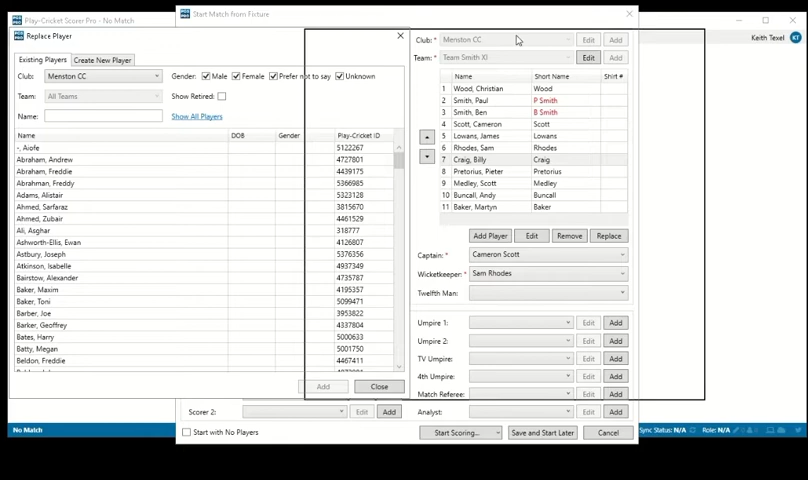 Play-Cricket Scorer Pro - No Match
Start Match from Fixture
Keith Texel
KT
Replace Player
Existing Players
Create New Player
Club: Menston CC
Gender: Male Female Prefer not to say Unknown
Team: All Teams
Show Retired:
Name:
Show All Players
Name DOB Gender Play-Cricket ID
-, Aiofe 5122267
Abraham, Andrew 4727801
Abraham, Freddie 4439175
Abrahman, Freddy 5366985
Adams, Alistair 5323128
Ahmed, Sarfaraz 3815670
Ahmed, Zubair 4461529
Ali, Asghar 318777
Ashworth-Ellis, Ewan 4126807
Astbury, Joseph 5376356
Atkinson, Isabelle 4937349
Bairstow, Alexander 4735787
Baker, Maxim 4195357
Baker, Toni 5099471
Barber, Joe 3953822
Barker, Geoffrey 4337804
Bates, Harry 5000633
Batty, Megan 5001750
Beldon, Freddie 4467411
Add
Close
Club: * Menston CC Edit Add
Team: * Team Smith XI Edit Add
Name Short Name Shirt #
1 Wood, Christian Wood
2 Smith, Paul P Smith
3 Smith, Ben B Smith
4 Scott, Cameron Scott
5 Lowans, James Lowans
6 Rhodes, Sam Rhodes
7 Craig, Billy Craig
8 Pretorius, Pieter Pretorius
9 Medley, Scott Medley
10 Buncall, Andy Buncall
11 Baker, Martyn Baker
Add Player Edit Remove Replace
Captain: * Cameron Scott
Wicketkeeper: * Sam Rhodes
Twelfth Man:
Umpire 1: Edit Add
Umpire 2: Edit Add
TV Umpire: Edit Add
4th Umpire: Edit Add
Match Referee: Edit Add
Scorer 2: Edit Add
Analyst: Edit Add
No Match
Sync Status: N/A
Role: N/A
Start with No Players
Start Scoring...
Save and Start Later
Cancel